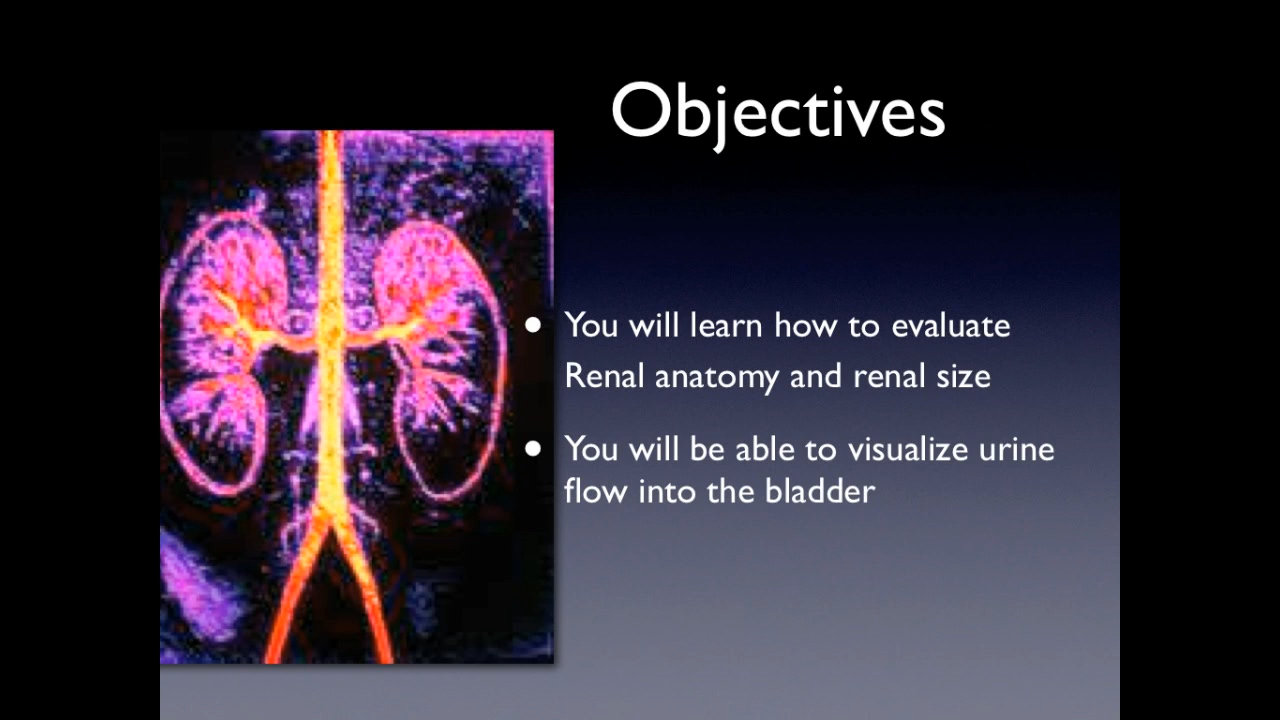 Objectives
• You will learn how to evaluate
Renal anatomy and renal size
• You will be able to visualize urine
flow into the bladder